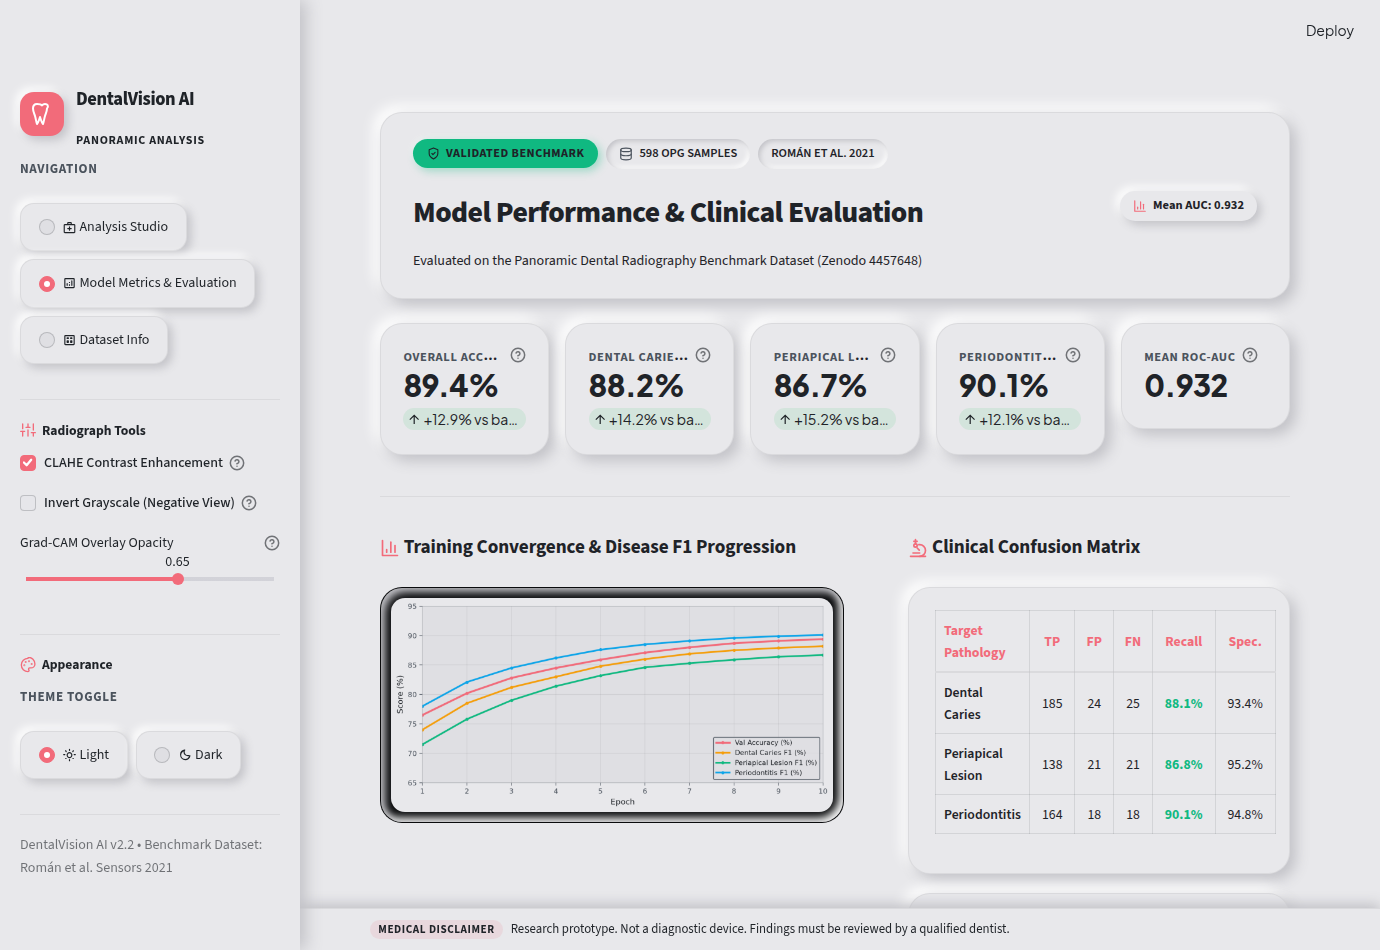 Deploy
DentalVision AI
PANORAMIC ANALYSIS
NAVIGATION
Analysis Studio
Model Metrics & Evaluation
Dataset Info
Radiograph Tools
CLAHE Contrast Enhancement
Invert Grayscale (Negative View)
Grad-CAM Overlay Opacity
0.65
Appearance
THEME TOGGLE
Light
Dark
DentalVision AI v2.2 • Benchmark Dataset:
Román et al. Sensors 2021
VALIDATED BENCHMARK
598 OPG SAMPLES
ROMÁN ET AL. 2021
Model Performance & Clinical Evaluation
Mean AUC: 0.932
Evaluated on the Panoramic Dental Radiography Benchmark Dataset (Zenodo 4457648)
OVERALL ACC...
89.4%
+12.9% vs ba...
DENTAL CARIE...
88.2%
+14.2% vs ba...
PERIAPICAL L...
86.7%
+15.2% vs ba...
PERIODONTIT...
90.1%
+12.1% vs ba...
MEAN ROC-AUC
0.932
Training Convergence & Disease F1 Progression
95
90
85
80
75
70
65
Score (%)
1 2 3 4 5 6 7 8 9 10
Epoch
Val Accuracy (%)
Dental Caries F1 (%)
Periapical Lesion F1 (%)
Periodontitis F1 (%)
Clinical Confusion Matrix
Target Pathology TP FP FN Recall Spec.
Dental Caries 185 24 25 88.1% 93.4%
Periapical Lesion 138 21 21 86.8% 95.2%
Periodontitis 164 18 18 90.1% 94.8%
MEDICAL DISCLAIMER Research prototype. Not a diagnostic device. Findings must be reviewed by a qualified dentist.